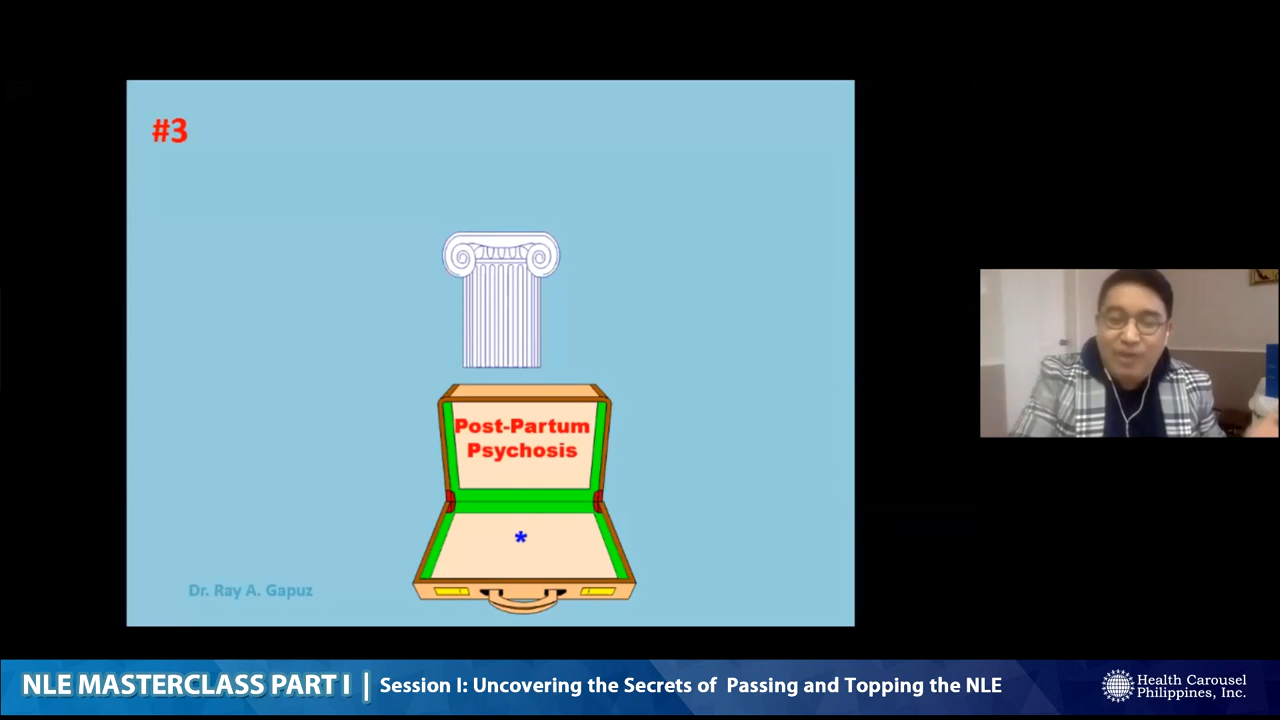 #3
Post-Partum
Psychosis
*
Dr. Ray A. Gapuz
NLE MASTERCLASS PART I | Session I: Uncovering the Secrets of Passing and Topping the NLE
Health Carousel
Philippines, Inc.